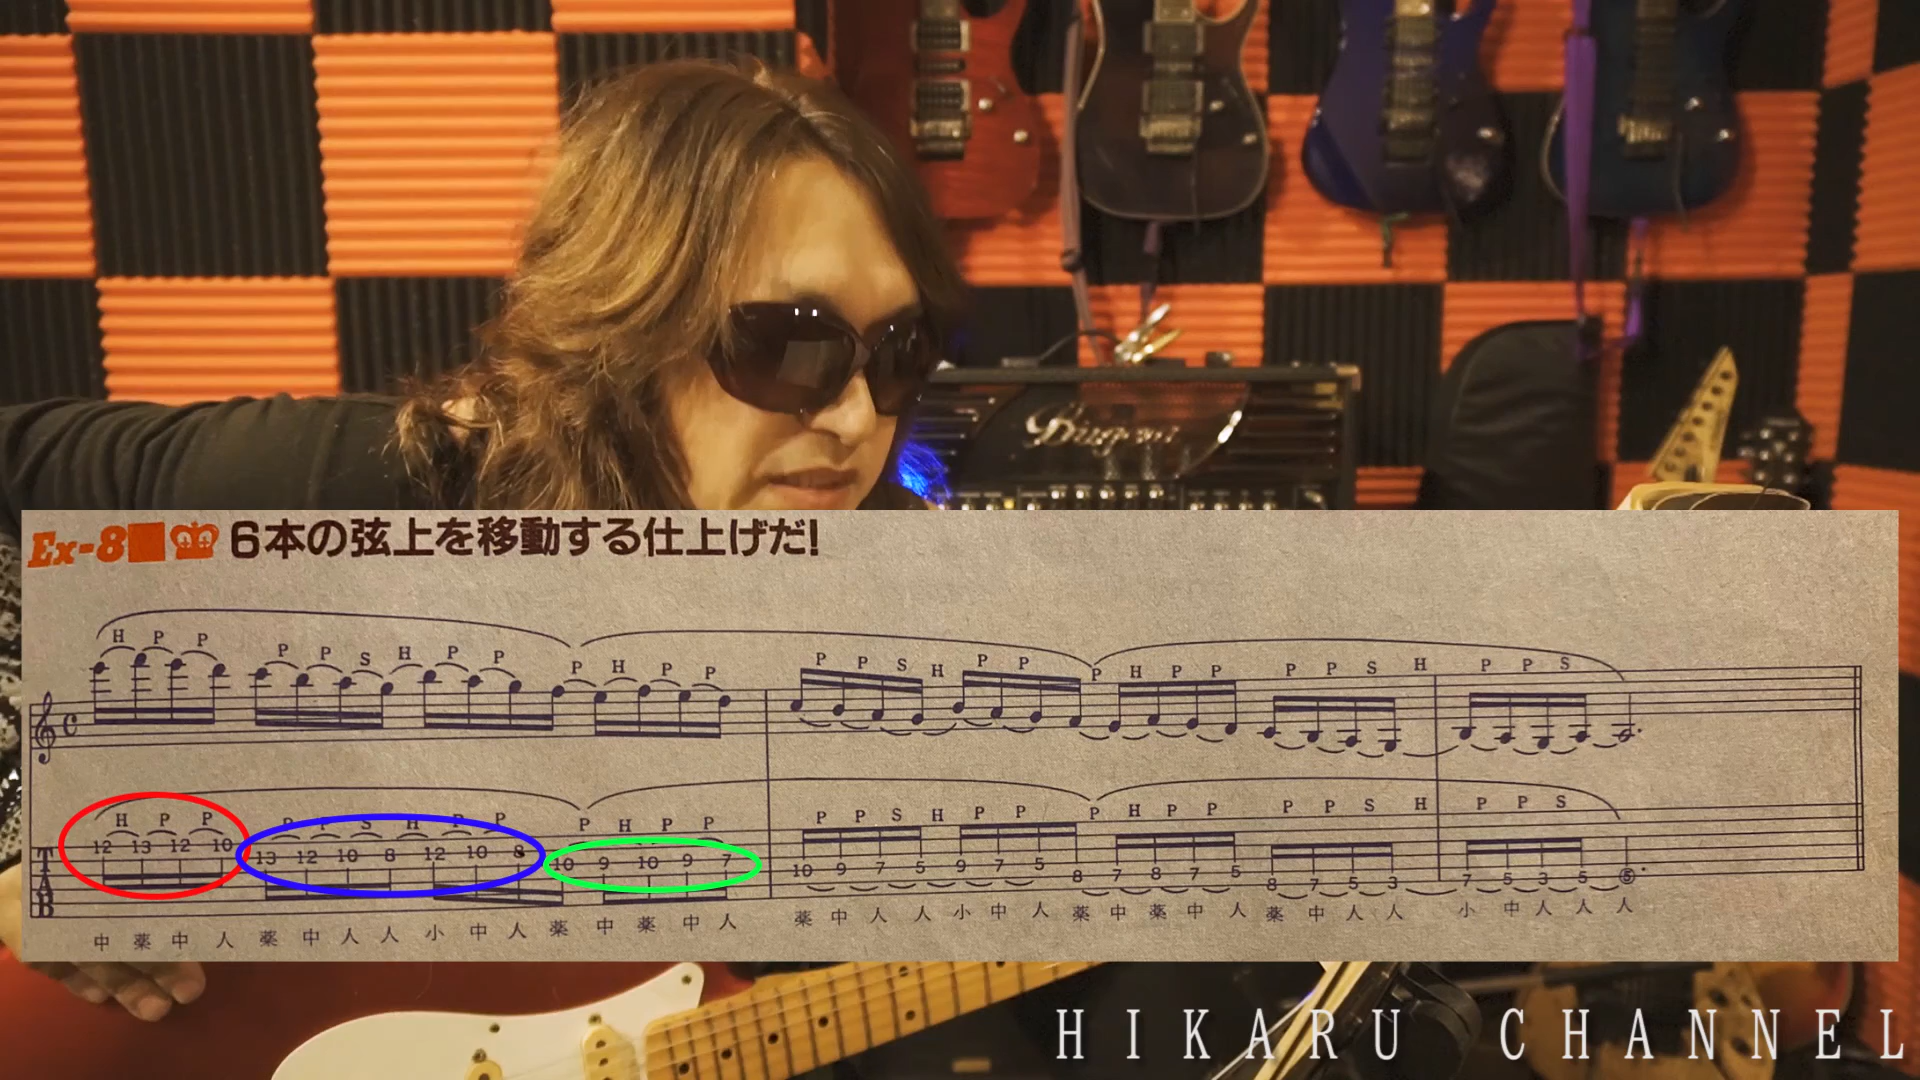 Ex-8 6本の弦上を移動する仕上げだ!
H P P P P S H P P P H P P P P S H P P P H P P P P S H P P S
C
H P P P P S H P P P H P P P P S H P P P H P P P P S H P P S
12 13 12 10 13 12 10 8 12 10 8 10 9 10 9 7 10 9 7 5 9 7 5 8 7 8 7 5 8 7 5 3 7 5 3 5 5
T
A
B
中 薬 中 人 薬 中 人 人 小 中 人 薬 中 薬 中 人 薬 中 人 人 小 中 人 薬 中 薬 中 人 薬 中 人 人 小 中 人 人 人
HIKARU CHANNEL